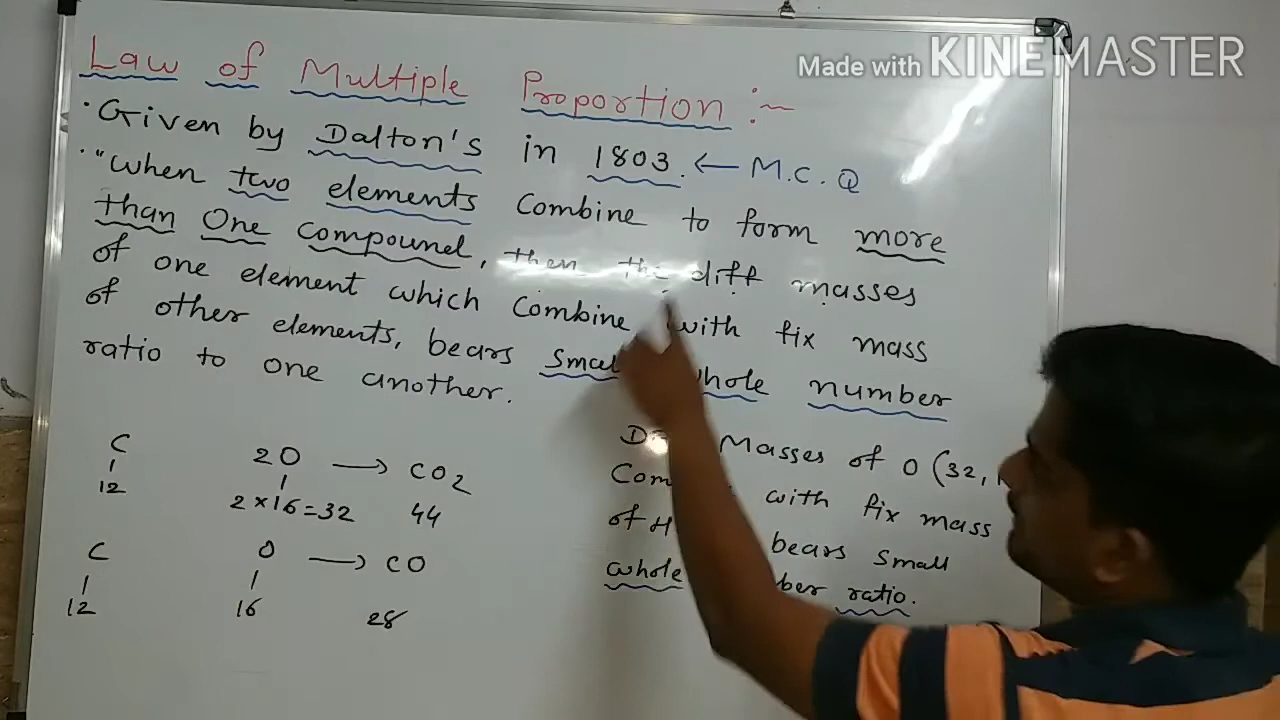 Made with KINEMASTER
Law of Multiple Proportion :~
· Given by Dalton's in 1803. ← M.C.Q
· "When two elements Combine to form more
than One compound, then the diff masses
of one element which Combine with fix mass
of other elements, bears Small whole number
ratio to one another.
C 2O → CO2
12 2×16=32 44
C O → CO
12 16 28
Masses of O (32,
with fix mass
of H bears small
whole ratio.